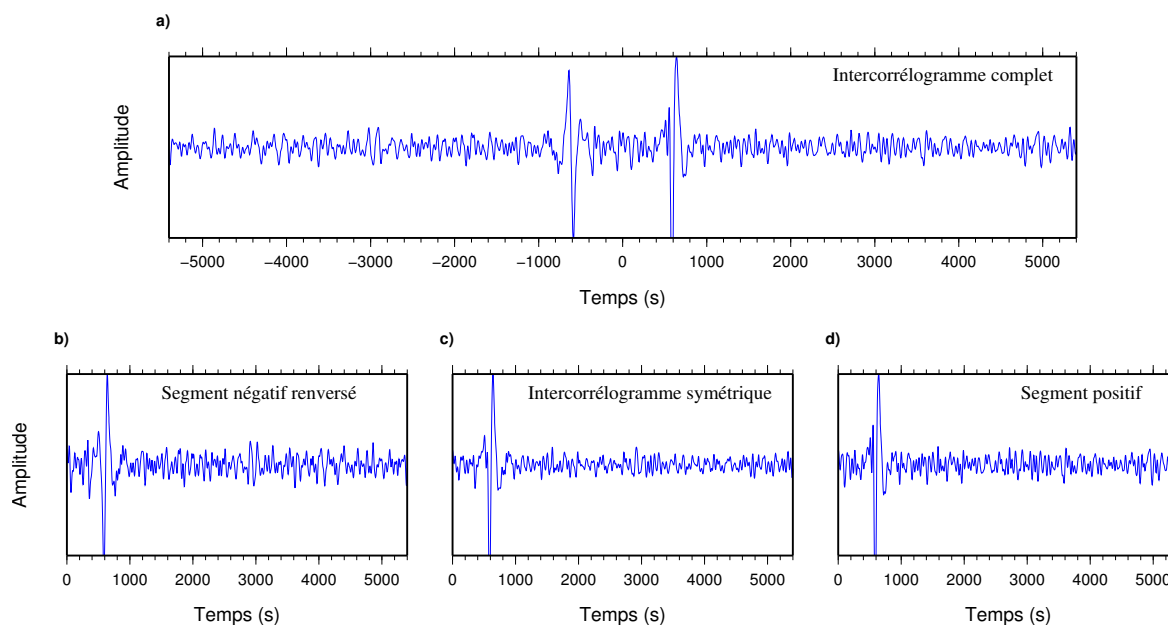 a)
Intercorrélogramme complet
Amplitude
−5000 −4000 −3000 −2000 −1000 0 1000 2000 3000 4000 5000
Temps (s)
b) c) d)
Segment négatif renversé
Intercorrélogramme symétrique
Segment positif
Amplitude
0 1000 2000 3000 4000 5000
0 1000 2000 3000 4000 5000
0 1000 2000 3000 4000 5000
Temps (s) Temps (s) Temps (s)